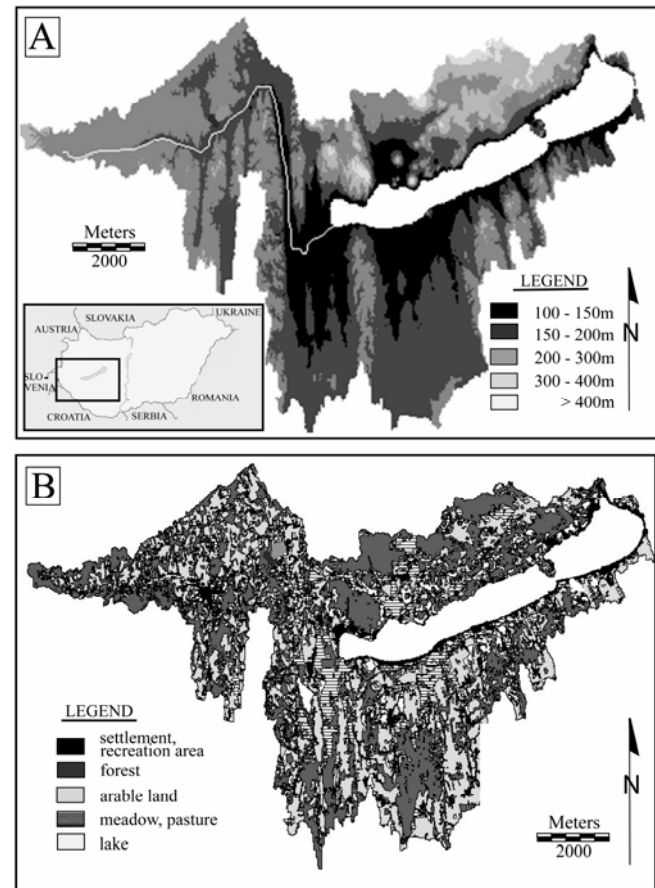 A
Meters
2000
LEGEND
100 - 150m
150 - 200m
200 - 300m
300 - 400m
> 400m
N
SLOVAKIA
UKRAINE
AUSTRIA
SLO-
VENIA
ROMANIA
CROATIA
SERBIA
B
LEGEND
settlement,
recreation area
forest
arable land
meadow, pasture
lake
N
Meters
2000